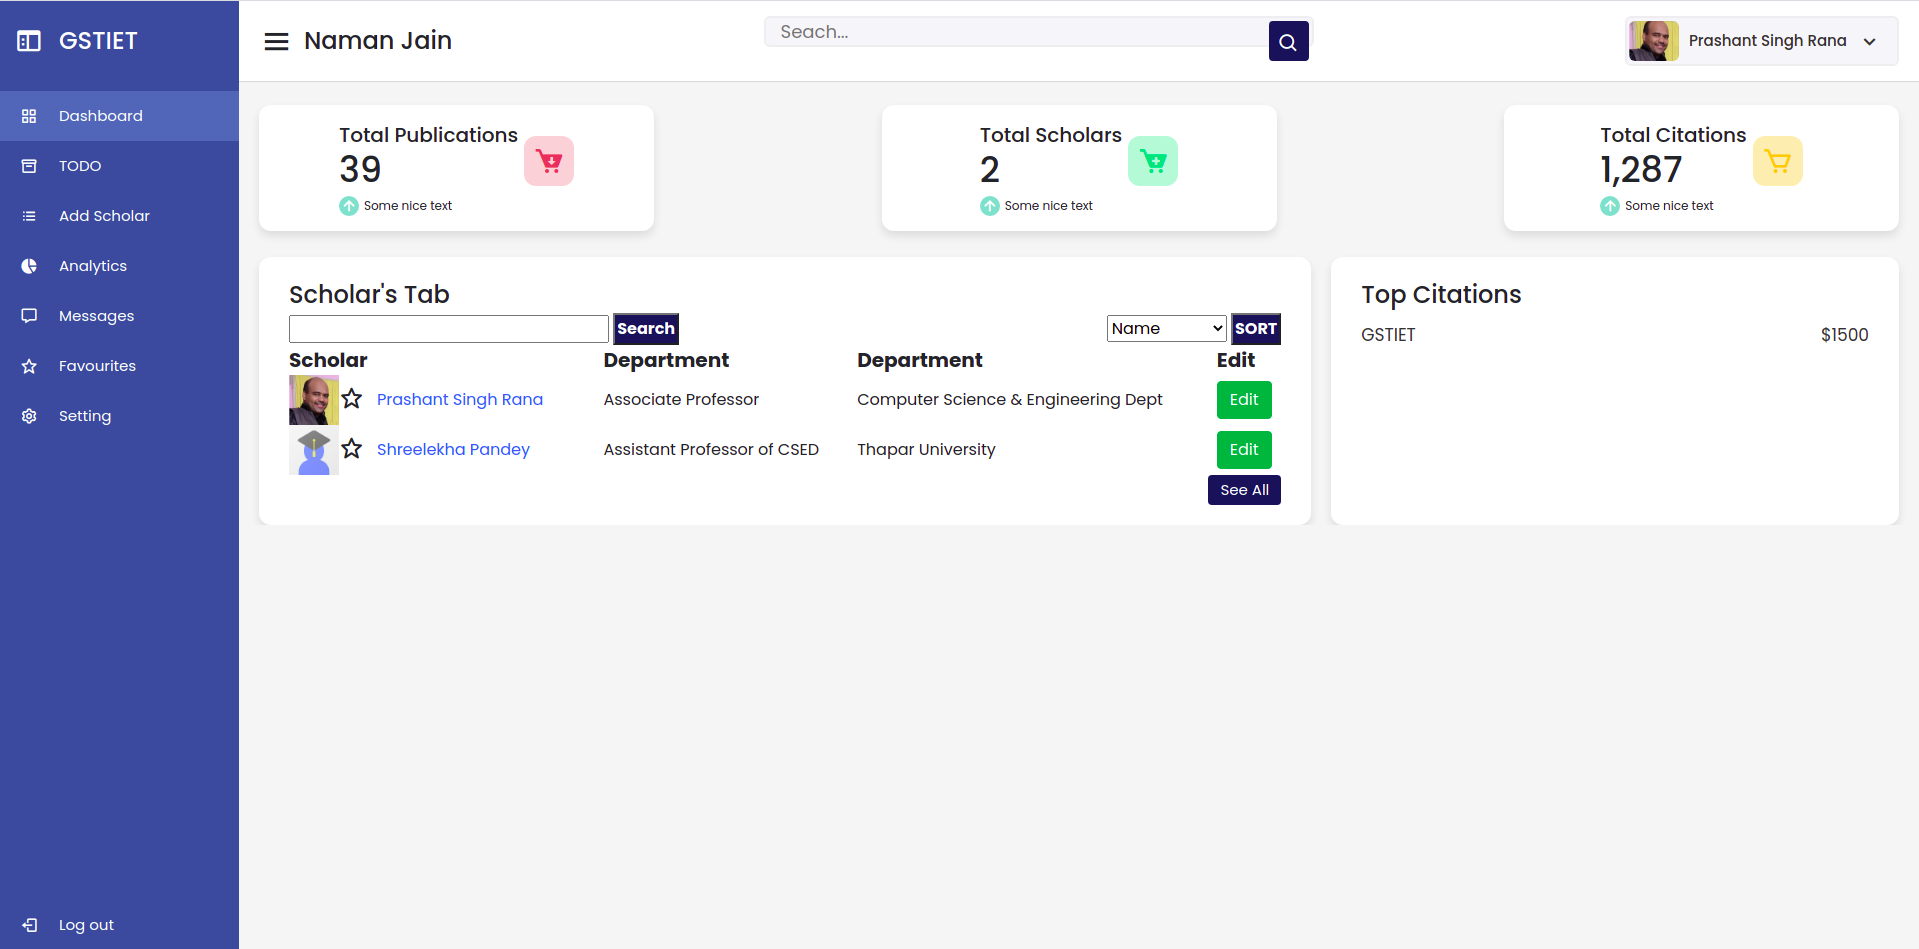 GSTIET
Dashboard
TODO
Add Scholar
Analytics
Messages
Favourites
Setting
Log out
Naman Jain
Seach...
Prashant Singh Rana
Total Publications
39
Some nice text
Total Scholars
2
Some nice text
Total Citations
1,287
Some nice text
Scholar's Tab
Search
Name
SORT
Scholar Department Department Edit
Prashant Singh Rana Associate Professor Computer Science & Engineering Dept Edit
Shreelekha Pandey Assistant Professor of CSED Thapar University Edit
See All
Top Citations
GSTIET $1500